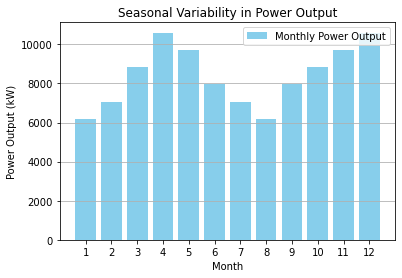 Seasonal Variability in Power Output
Monthly Power Output
Power Output (kW)
10000
8000
6000
4000
2000
0
1 2 3 4 5 6 7 8 9 10 11 12
Month